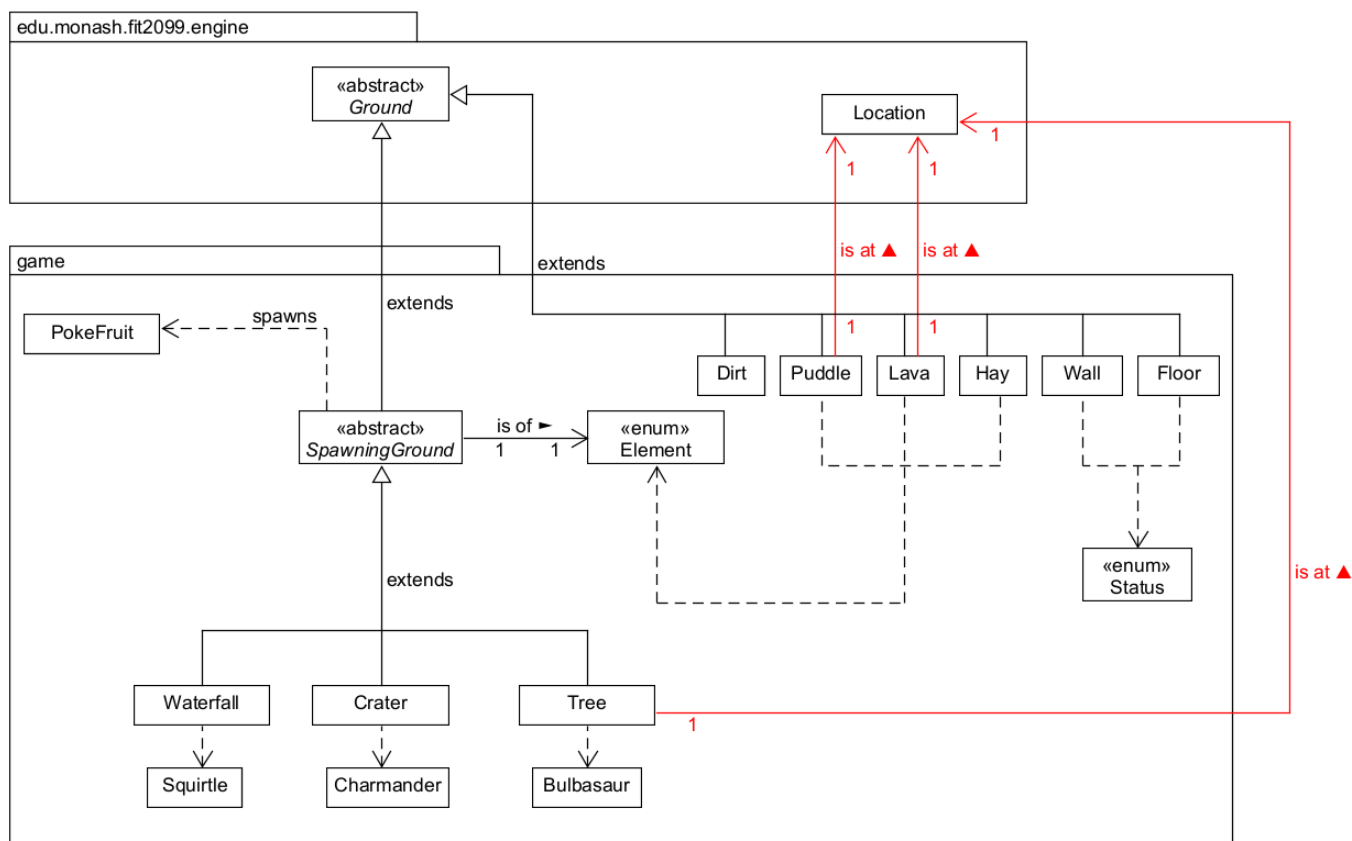 edu.monash.fit2099.engine
«abstract»
Ground
Location
1
1
1
is at ▲
is at ▲
game
extends
extends
spawns
PokeFruit
1
1
Dirt
Puddle
Lava
Hay
Wall
Floor
«abstract»
SpawningGround
is of ►
1
1
«enum»
Element
«enum»
Status
is at ▲
extends
Waterfall
Crater
Tree
1
Squirtle
Charmander
Bulbasaur